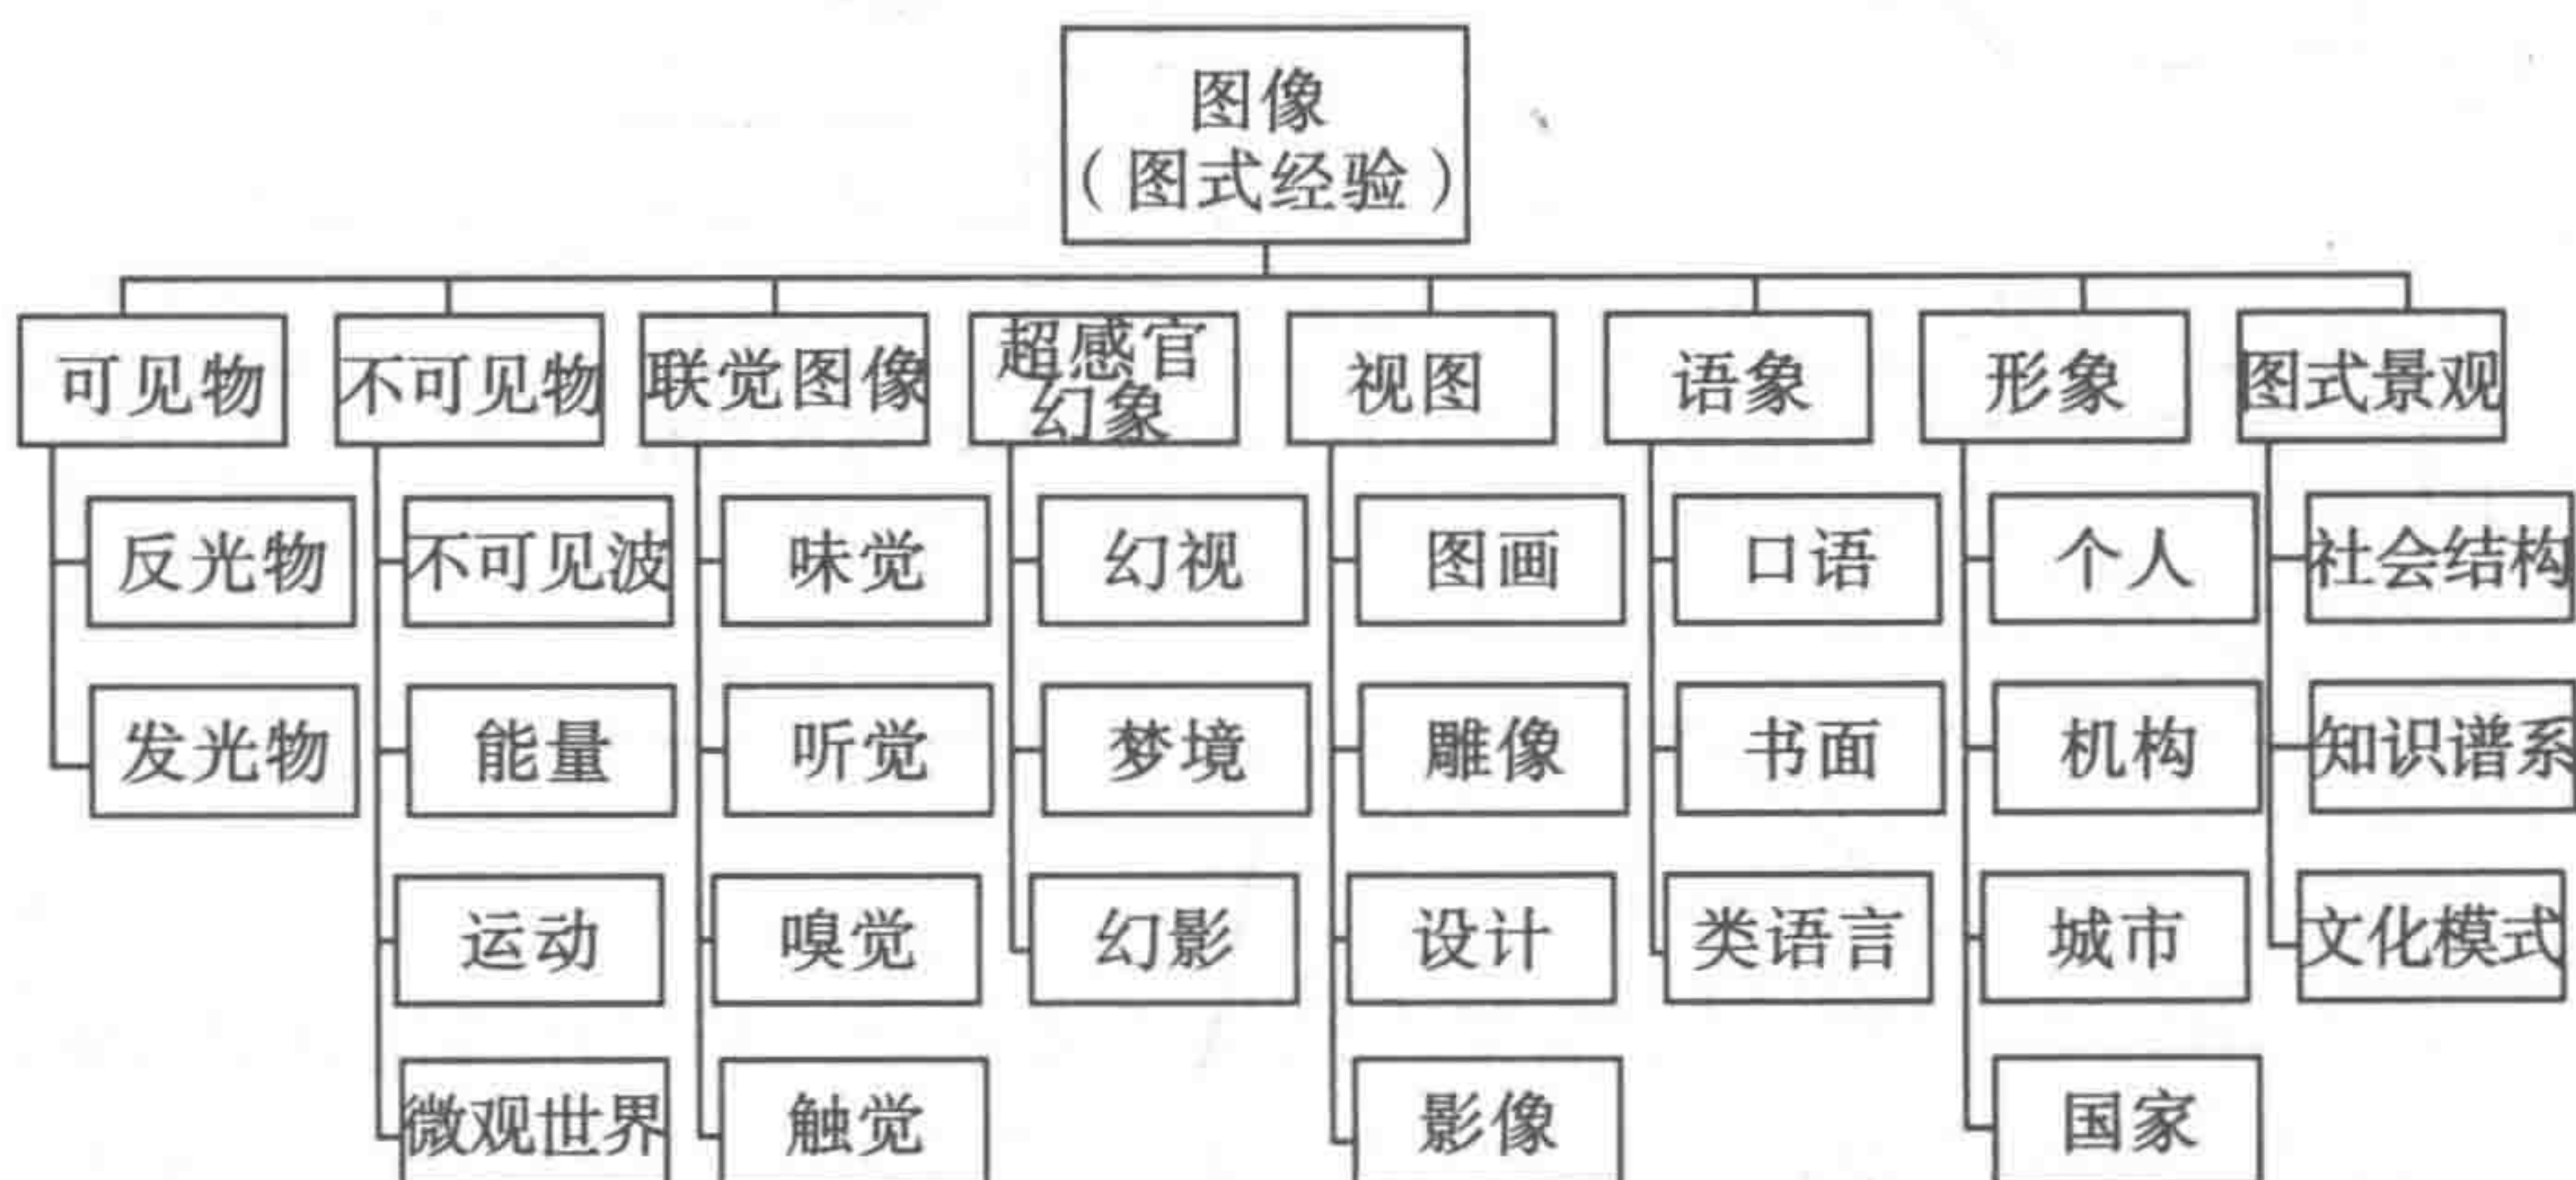 图像
（图式经验）
可见物
不可见物
联觉图像
超感官
幻象
视图
语象
形象
图式景观
反光物
不可见波
味觉
幻视
图画
口语
个人
社会结构
发光物
能量
听觉
梦境
雕像
书面
机构
知识谱系
运动
嗅觉
幻影
设计
类语言
城市
文化模式
微观世界
触觉
影像
国家